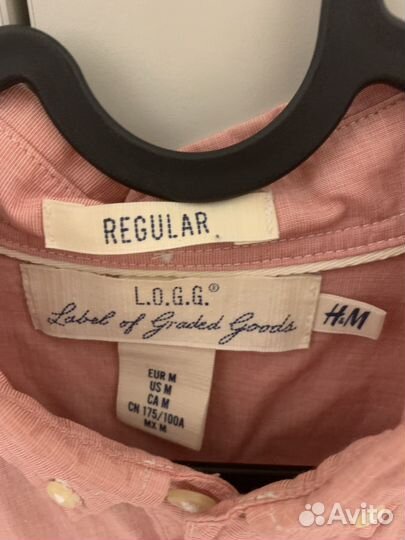 REGULAR.
L.O.G.G.®
Label of Graded Goods
H&M
EUR M
US M
CA M
CN 175/100A
MX M
Avito